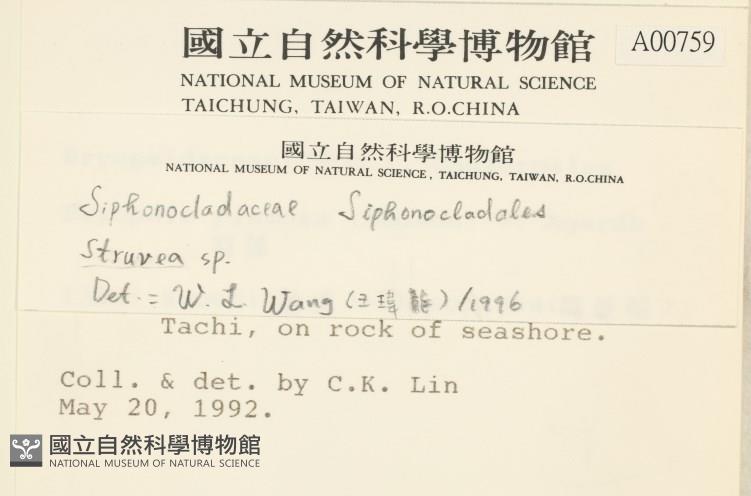 國立自然科學博物館
A00759
NATIONAL MUSEUM OF NATURAL SCIENCE
TAICHUNG, TAIWAN, R.O.CHINA
國立自然科學博物館
NATIONAL MUSEUM OF NATURAL SCIENCE, TAICHUNG, TAIWAN, R.O.CHINA
Siphonocladaceae Siphonocladales
Struvea sp.
Det. = W. L. Wang (王瑋龍) / 1996
Tachi, on rock of seashore.
Coll. & det. by C.K. Lin
May 20, 1992.
國立自然科學博物館
NATIONAL MUSEUM OF NATURAL SCIENCE